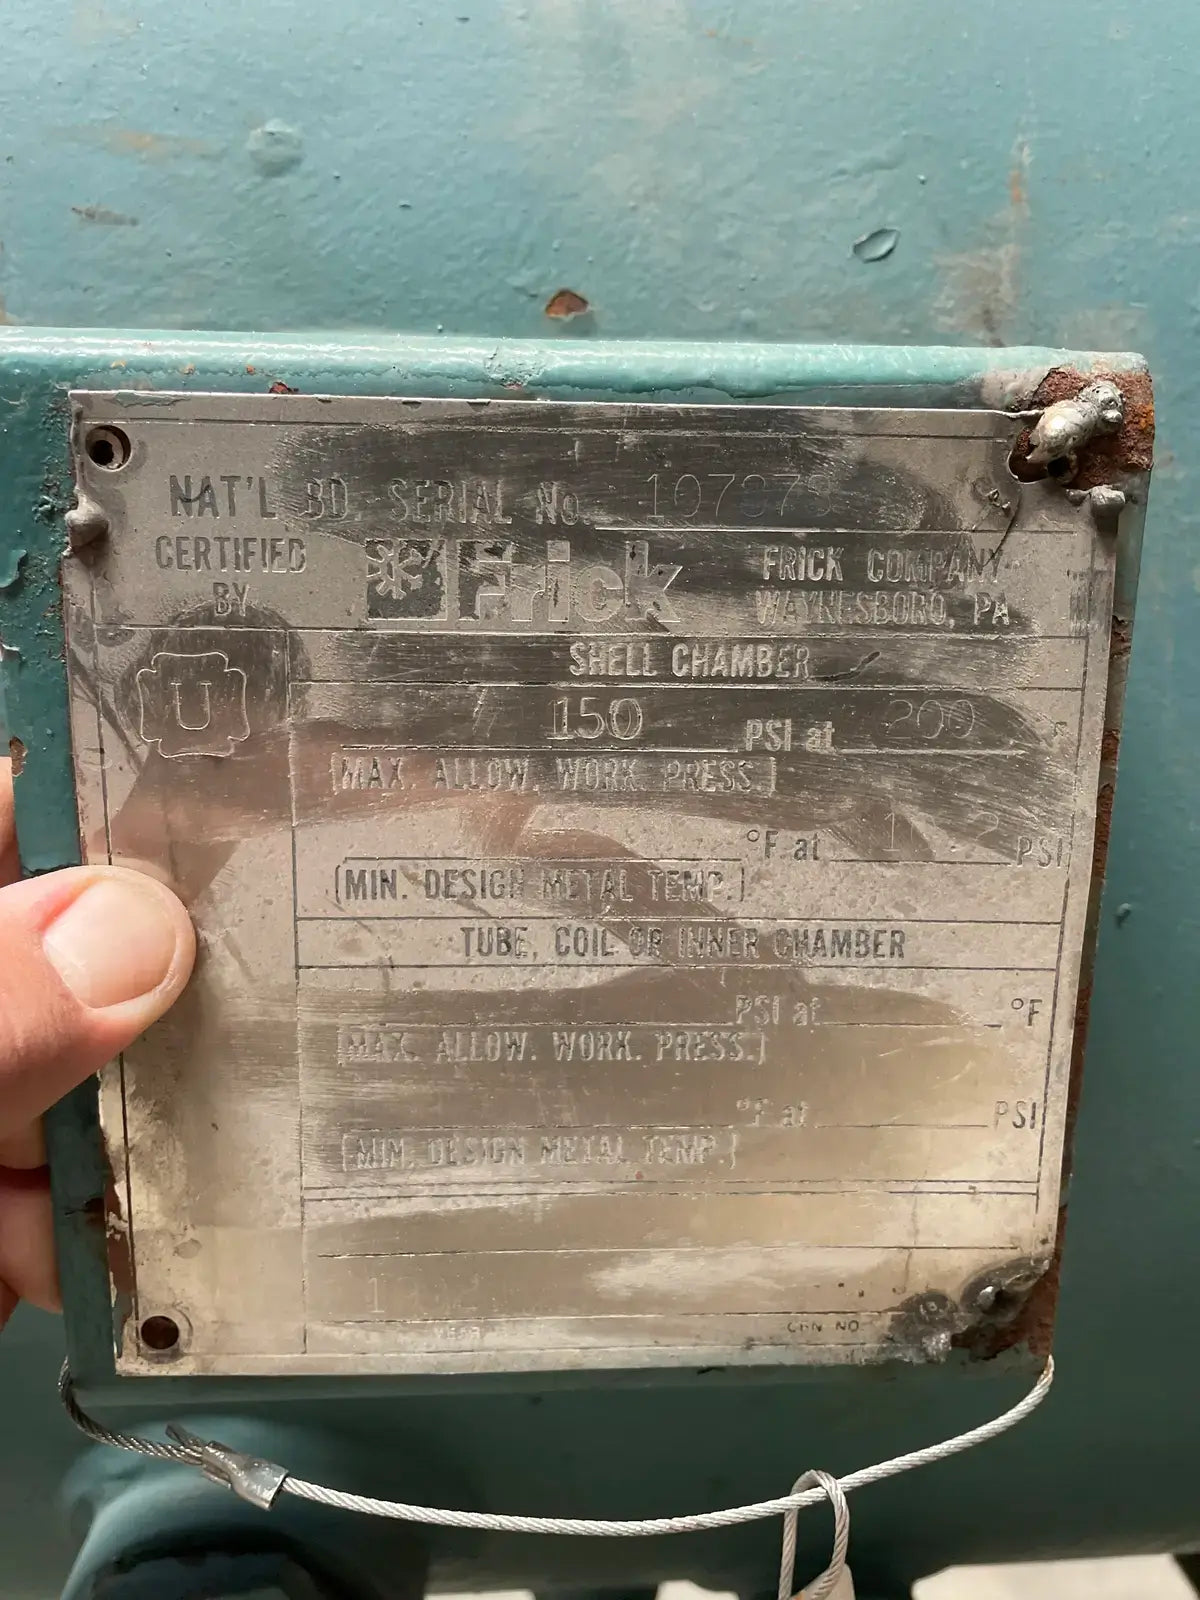 NAT'L BD. SERIAL No.
CERTIFIED BY
Frick
FRICK COMPANY
WAYNESBORO, PA
U
SHELL CHAMBER
150 PSI at 200 F
MAX. ALLOW. WORK. PRESS.
°F at PSI
MIN. DESIGN METAL TEMP.
TUBE, COIL OR INNER CHAMBER
PSI at °F
MAX. ALLOW. WORK. PRESS.
°F at PSI
MIN. DESIGN METAL TEMP.
CRN NO.